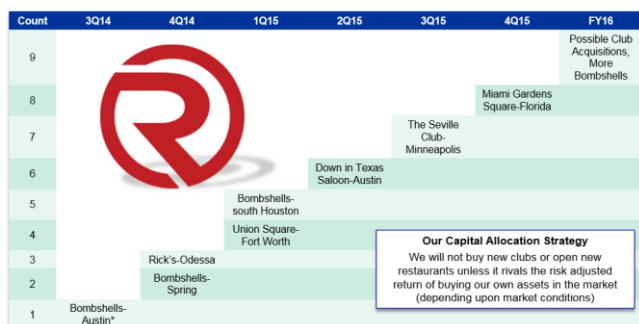 Count 3Q14 4Q14 1Q15 2Q15 3Q15 4Q15 FY16
9 Possible Club
Acquisitions,
More
Bombshells
8 Miami Gardens
Square-Florida
7 The Seville
Club-
Minneapolis
6 Down in Texas
Saloon-Austin
5 Bombshells-
south Houston
4 Union Square-
Fort Worth
3 Rick's-Odessa
2 Bombshells-
Spring
1 Bombshells-
Austin*
R
Our Capital Allocation Strategy
We will not buy new clubs or open new
restaurants unless it rivals the risk adjusted
return of buying our own assets in the market
(depending upon market conditions)